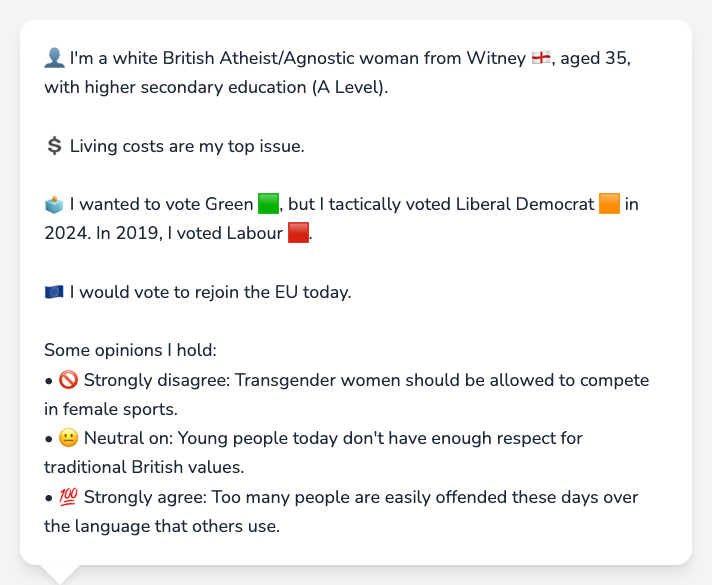 👤 I'm a white British Atheist/Agnostic woman from Witney 🏴󠁧󠁢󠁥󠁮󠁧󠁿, aged 35,
with higher secondary education (A Level).
💲 Living costs are my top issue.
🗳️ I wanted to vote Green 🟩, but I tactically voted Liberal Democrat 🟧 in
2024. In 2019, I voted Labour 🟥.
🇪🇺 I would vote to rejoin the EU today.
Some opinions I hold:
• 🚫 Strongly disagree: Transgender women should be allowed to compete
in female sports.
• 😐 Neutral on: Young people today don't have enough respect for
traditional British values.
• 💯 Strongly agree: Too many people are easily offended these days over
the language that others use.